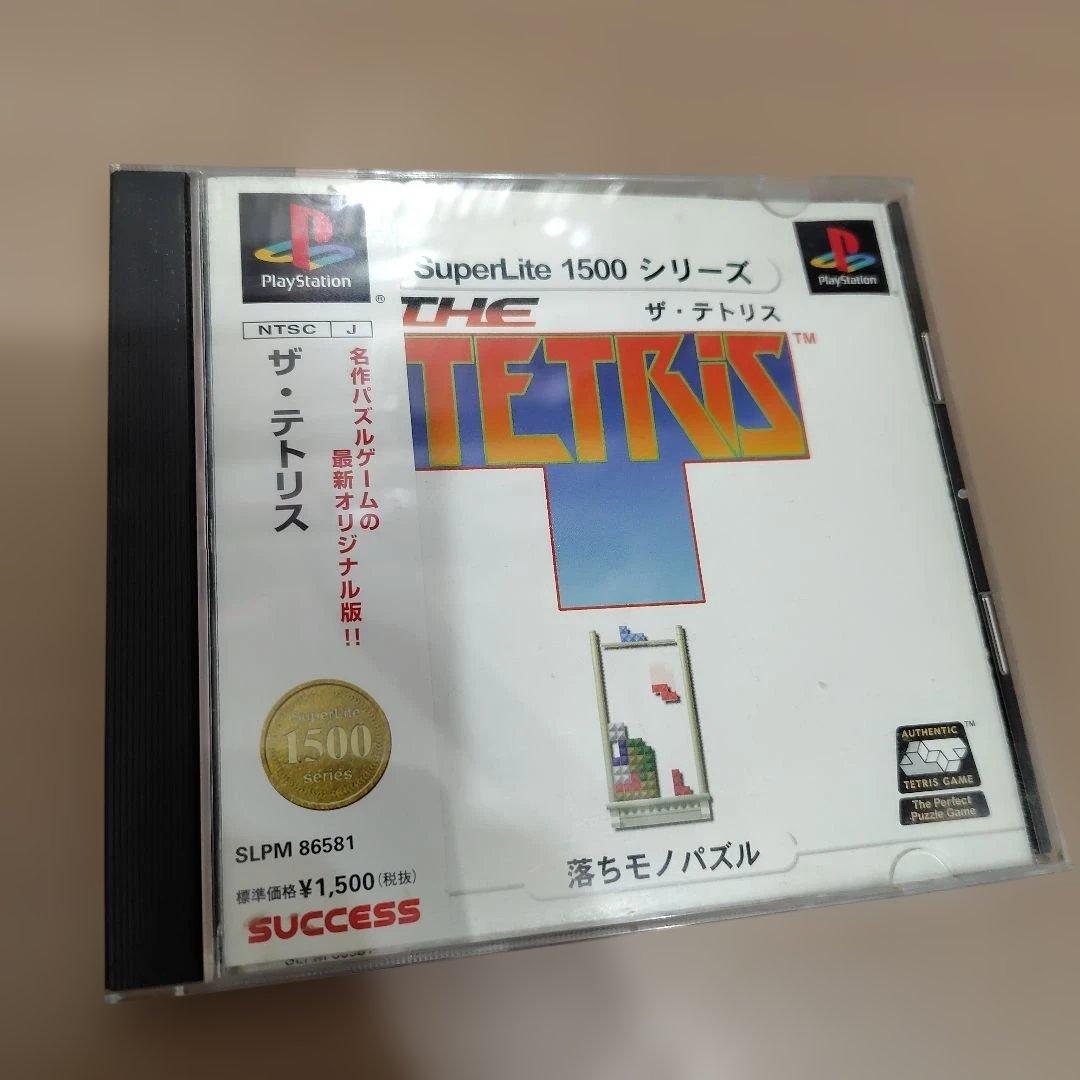 PlayStation
®
NTSC J
ザ・テトリス
名作パズルゲームの
最新オリジナル版!!
SuperLite
1500
series
SLPM 86581
標準価格¥1,500(税抜)
SUCCESS
SuperLite 1500 シリーズ
PlayStation
THE
ザ・テトリス
TETRiS™
AUTHENTIC
TETRIS GAME
™
The Perfect
Puzzle Game
落ちモノパズル